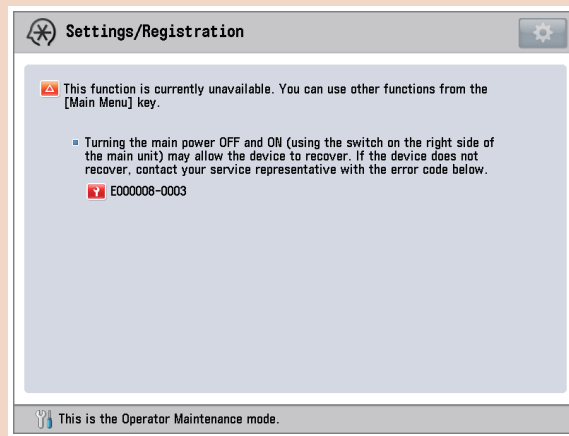 Settings/Registration
This function is currently unavailable. You can use other functions from the
[Main Menu] key.
Turning the main power OFF and ON (using the switch on the right side of
the main unit) may allow the device to recover. If the device does not
recover, contact your service representative with the error code below.
E000008-0003
This is the Operator Maintenance mode.